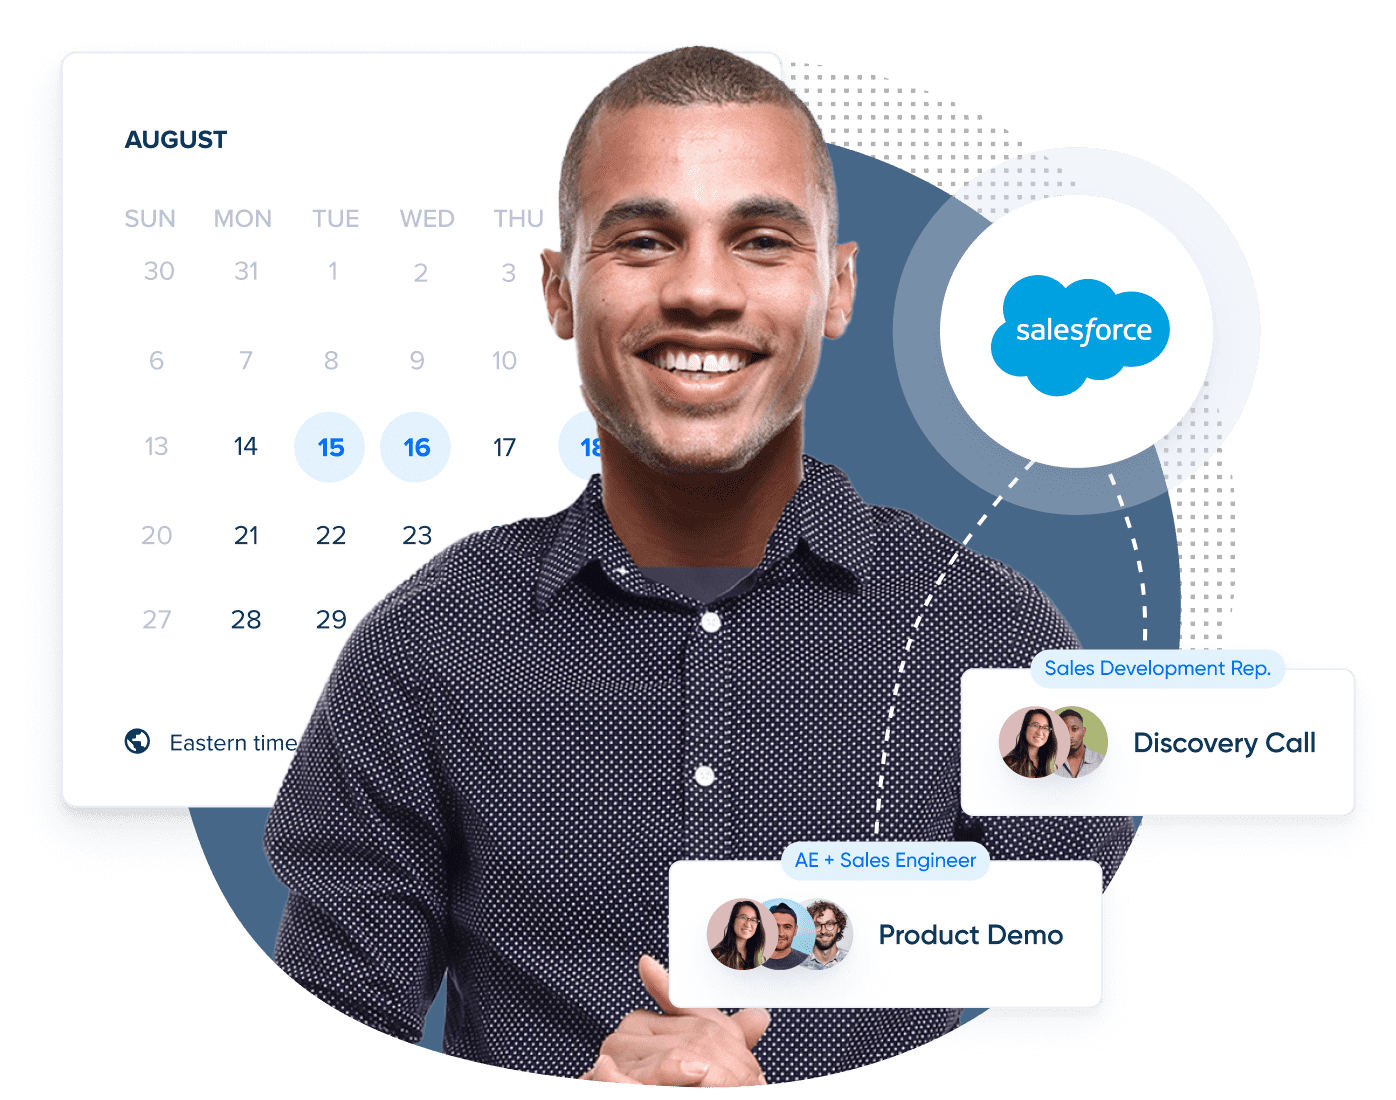 AUGUST
SUN MON TUE WED THU
30 31 1 2 3
6 7 8 9 10
13 14 15 16 17 18
20 21 22 23
27 28 29
Eastern time
salesforce
Sales Development Rep.
Discovery Call
AE + Sales Engineer
Product Demo